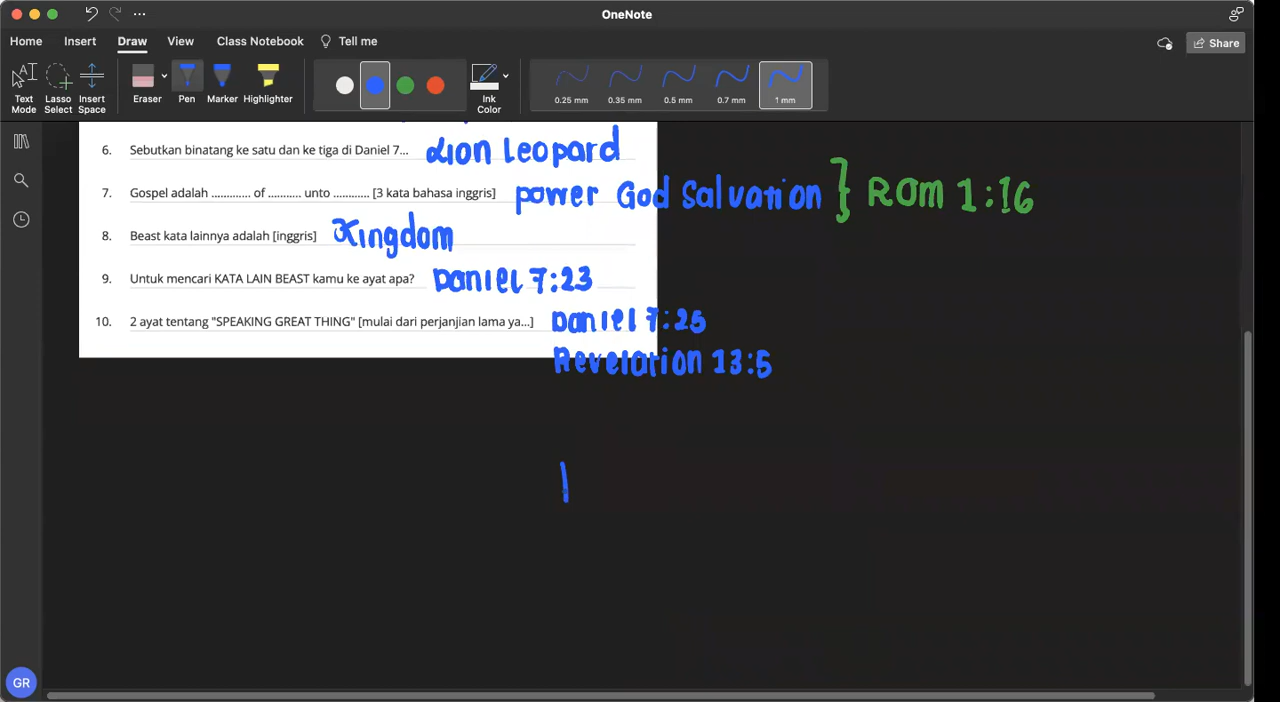 OneNote
Home Insert Draw View Class Notebook Tell me Share
Text Mode Lasso Select Insert Space Eraser Pen Marker Highlighter Ink Color 0.25 mm 0.35 mm 0.5 mm 0.7 mm 1 mm
6. Sebutkan binatang ke satu dan ke tiga di Daniel 7... Lion Leopard
7. Gospel adalah ............ of .......... unto ........... [3 kata bahasa inggris] power God Salvation } ROM 1:16
8. Beast kata lainnya adalah [inggris] Kingdom
9. Untuk mencari KATA LAIN BEAST kamu ke ayat apa? Daniel 7:23
10. 2 ayat tentang "SPEAKING GREAT THING" [mulai dari perjanjian lama ya...] Daniel 7:25
Revelation 13:5
GR